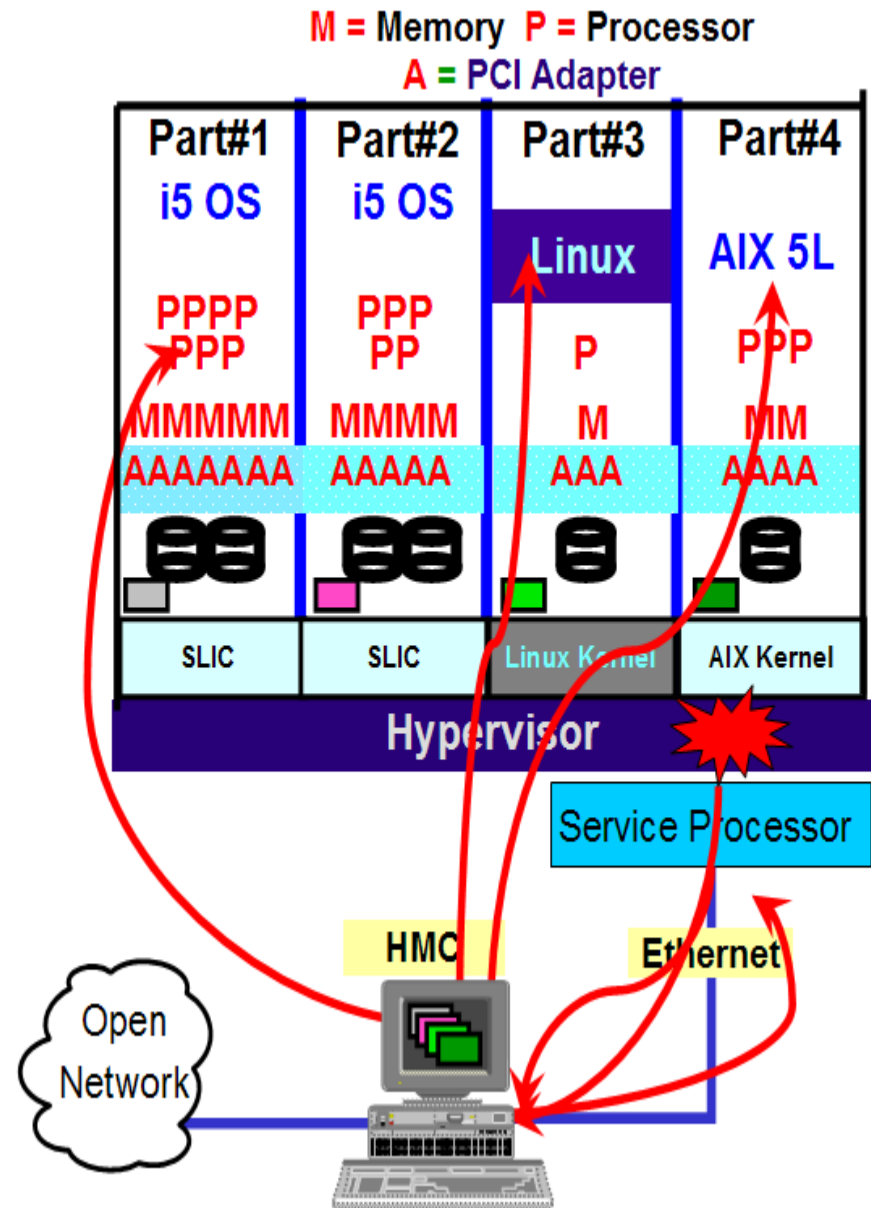 M = Memory P = Processor
A = PCI Adapter
Part#1 Part#2 Part#3 Part#4
i5 OS i5 OS Linux AIX 5L
PPPP PPP
PPP PP P PPP
MMMMM MMMM M MM
AAAAAAA AAAAA AAA AAAA
SLIC SLIC Linux Kernel AIX Kernel
Hypervisor
Service Processor
HMC Ethernet
Open
Network